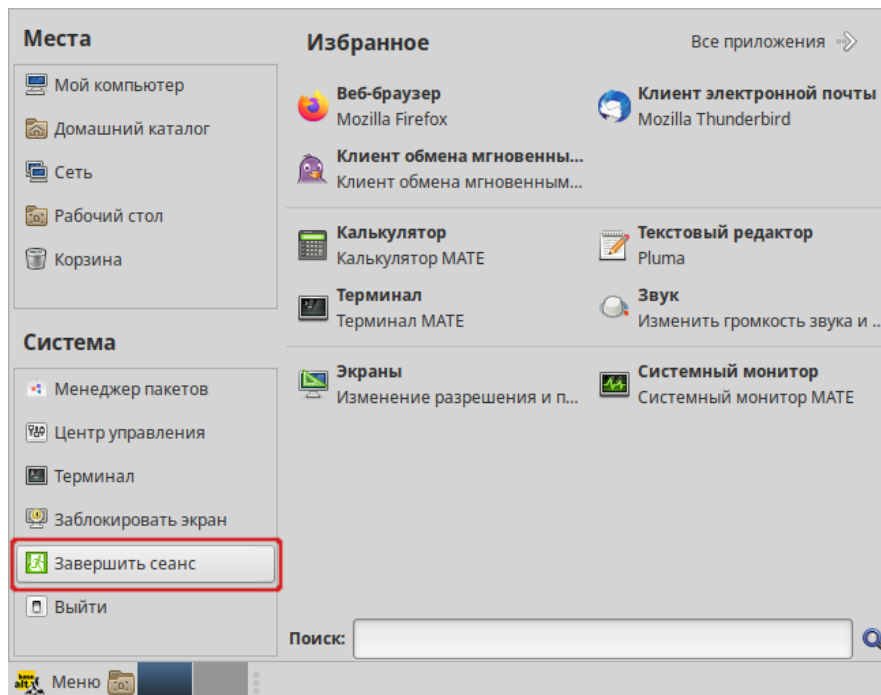 Места
Мой компьютер
Домашний каталог
Сеть
Рабочий стол
Корзина
Система
Менеджер пакетов
Центр управления
Терминал
Заблокировать экран
Завершить сеанс
Выйти
Избранное
Все приложения
Веб-браузер
Mozilla Firefox
Клиент электронной почты
Mozilla Thunderbird
Клиент обмена мгновенны...
Клиент обмена мгновенным...
Калькулятор
Калькулятор MATE
Текстовый редактор
Pluma
Терминал
Терминал MATE
Звук
Изменить громкость звука и ...
Экраны
Изменение разрешения и п...
Системный монитор
Системный монитор MATE
Поиск:
Меню